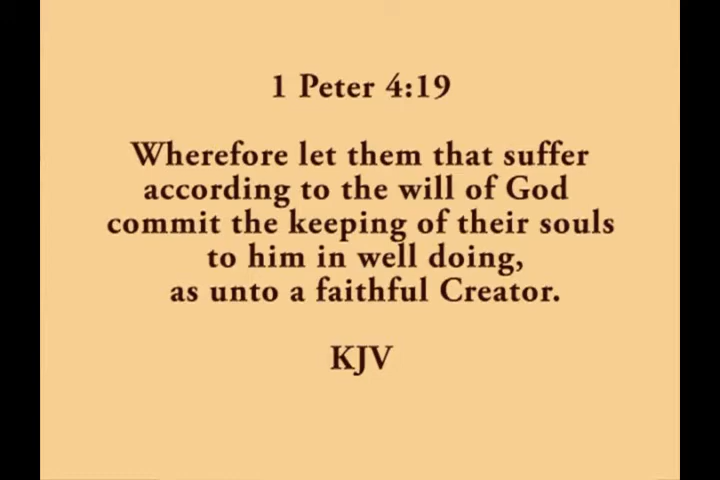 1 Peter 4:19
Wherefore let them that suffer
according to the will of God
commit the keeping of their souls
to him in well doing,
as unto a faithful Creator.
KJV